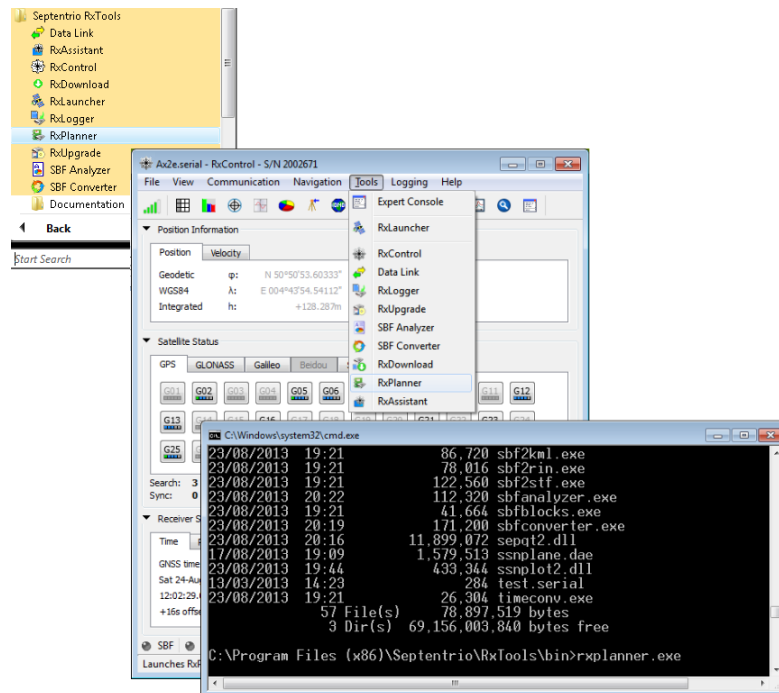 Septentrio RxTools
Data Link
RxAssistant
RxControl
RxDownload
RxLauncher
RxLogger
RxPlanner
RxUpgrade
SBF Analyzer
SBF Converter
Documentation
Back
Start Search
Ax2e.serial - RxControl - S/N 2002671
File View Communication Navigation Tools Logging Help
Expert Console
RxLauncher
RxControl
Data Link
RxLogger
RxUpgrade
SBF Analyzer
SBF Converter
RxDownload
RxPlanner
RxAssistant
Position Information
Position Velocity
Geodetic φ: N 50°50'53.60333"
WGS84 λ: E 004°43'54.54112"
Integrated h: +128.287m
Satellite Status
GPS GLONASS Galileo Beidou
G01 G02 G03 G04 G05 G06 G11 G12
G13
G25
Search: 3
Sync: 0
Receiver S
Time
GNSS time
Sat 24-Au
12:02:29.
+16s offse
SBF
Launches RxP
C:\Windows\system32\cmd.exe
23/08/2013 19:21 86,720 sbf2kml.exe
23/08/2013 19:21 78,016 sbf2rin.exe
23/08/2013 19:21 122,560 sbf2stf.exe
23/08/2013 20:22 112,320 sbfanalyzer.exe
23/08/2013 19:21 41,664 sbfblocks.exe
23/08/2013 20:19 171,200 sbfconverter.exe
23/08/2013 20:16 11,899,072 sepqt2.dll
17/08/2013 19:09 1,579,513 ssnplane.dae
23/08/2013 19:44 433,344 ssnplot2.dll
13/03/2013 14:23 284 test.serial
23/08/2013 19:21 26,304 timeconv.exe
57 File(s) 78,897,519 bytes
3 Dir(s) 69,156,003,840 bytes free
C:\Program Files (x86)\Septentrio\RxTools\bin>rxplanner.exe